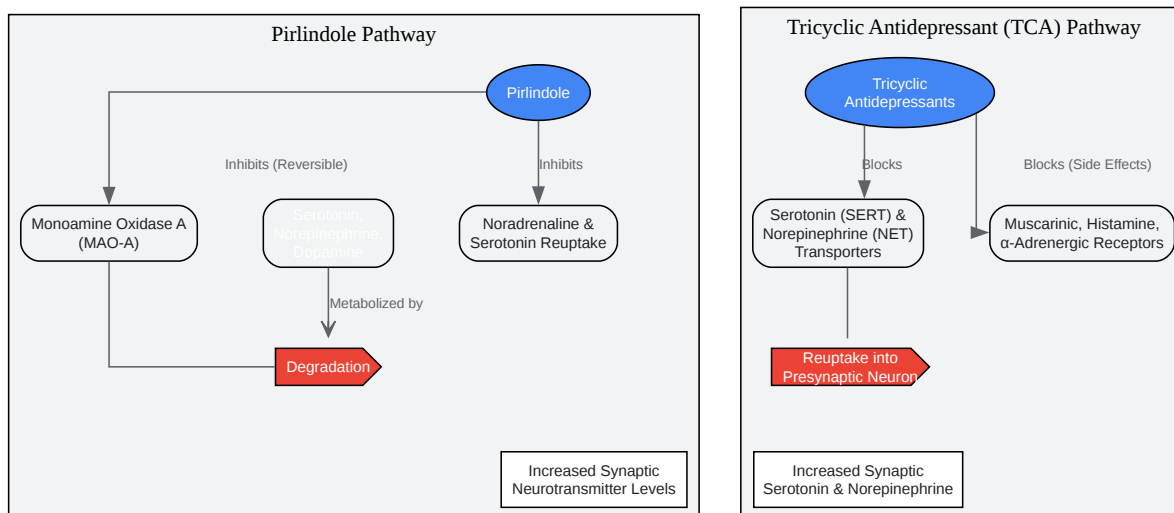 Pirlindole Pathway
Pirlindole
Inhibits (Reversible)
Inhibits
Monoamine Oxidase A
(MAO-A)
Serotonin,
Norepinephrine,
Dopamine
Noradrenaline &
Serotonin Reuptake
Metabolized by
Degradation
Increased Synaptic
Neurotransmitter Levels
Tricyclic Antidepressant (TCA) Pathway
Tricyclic
Antidepressants
Blocks
Blocks (Side Effects)
Serotonin (SERT) &
Norepinephrine (NET)
Transporters
Muscarinic, Histamine,
α-Adrenergic Receptors
Reuptake into
Presynaptic Neuron
Increased Synaptic
Serotonin & Norepinephrine